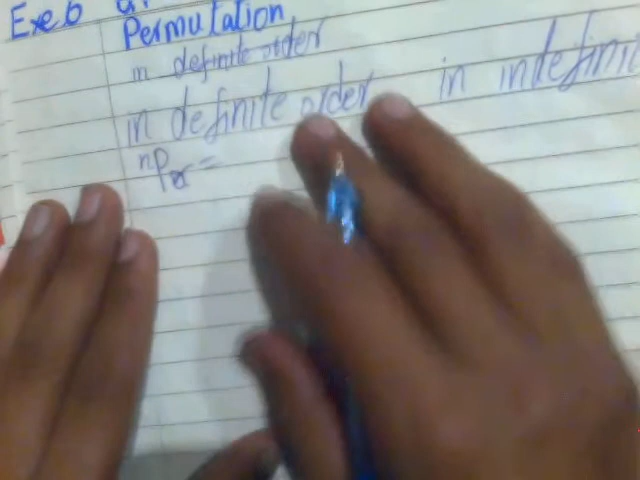 Exe 6
Permutation
in definite order
in definite order in indefini
nPr =